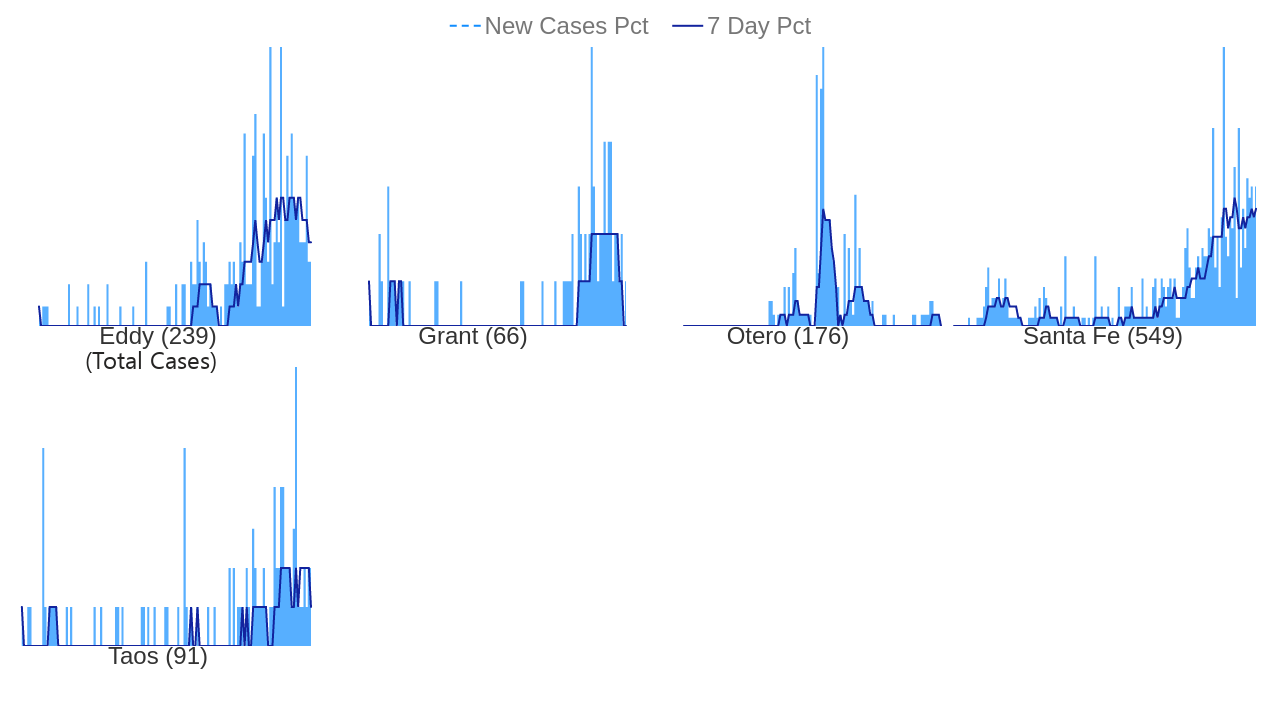 New Cases Pct 7 Day Pct
Eddy (239) Grant (66) Otero (176) Santa Fe (549)
(Total Cases)
Taos (91)